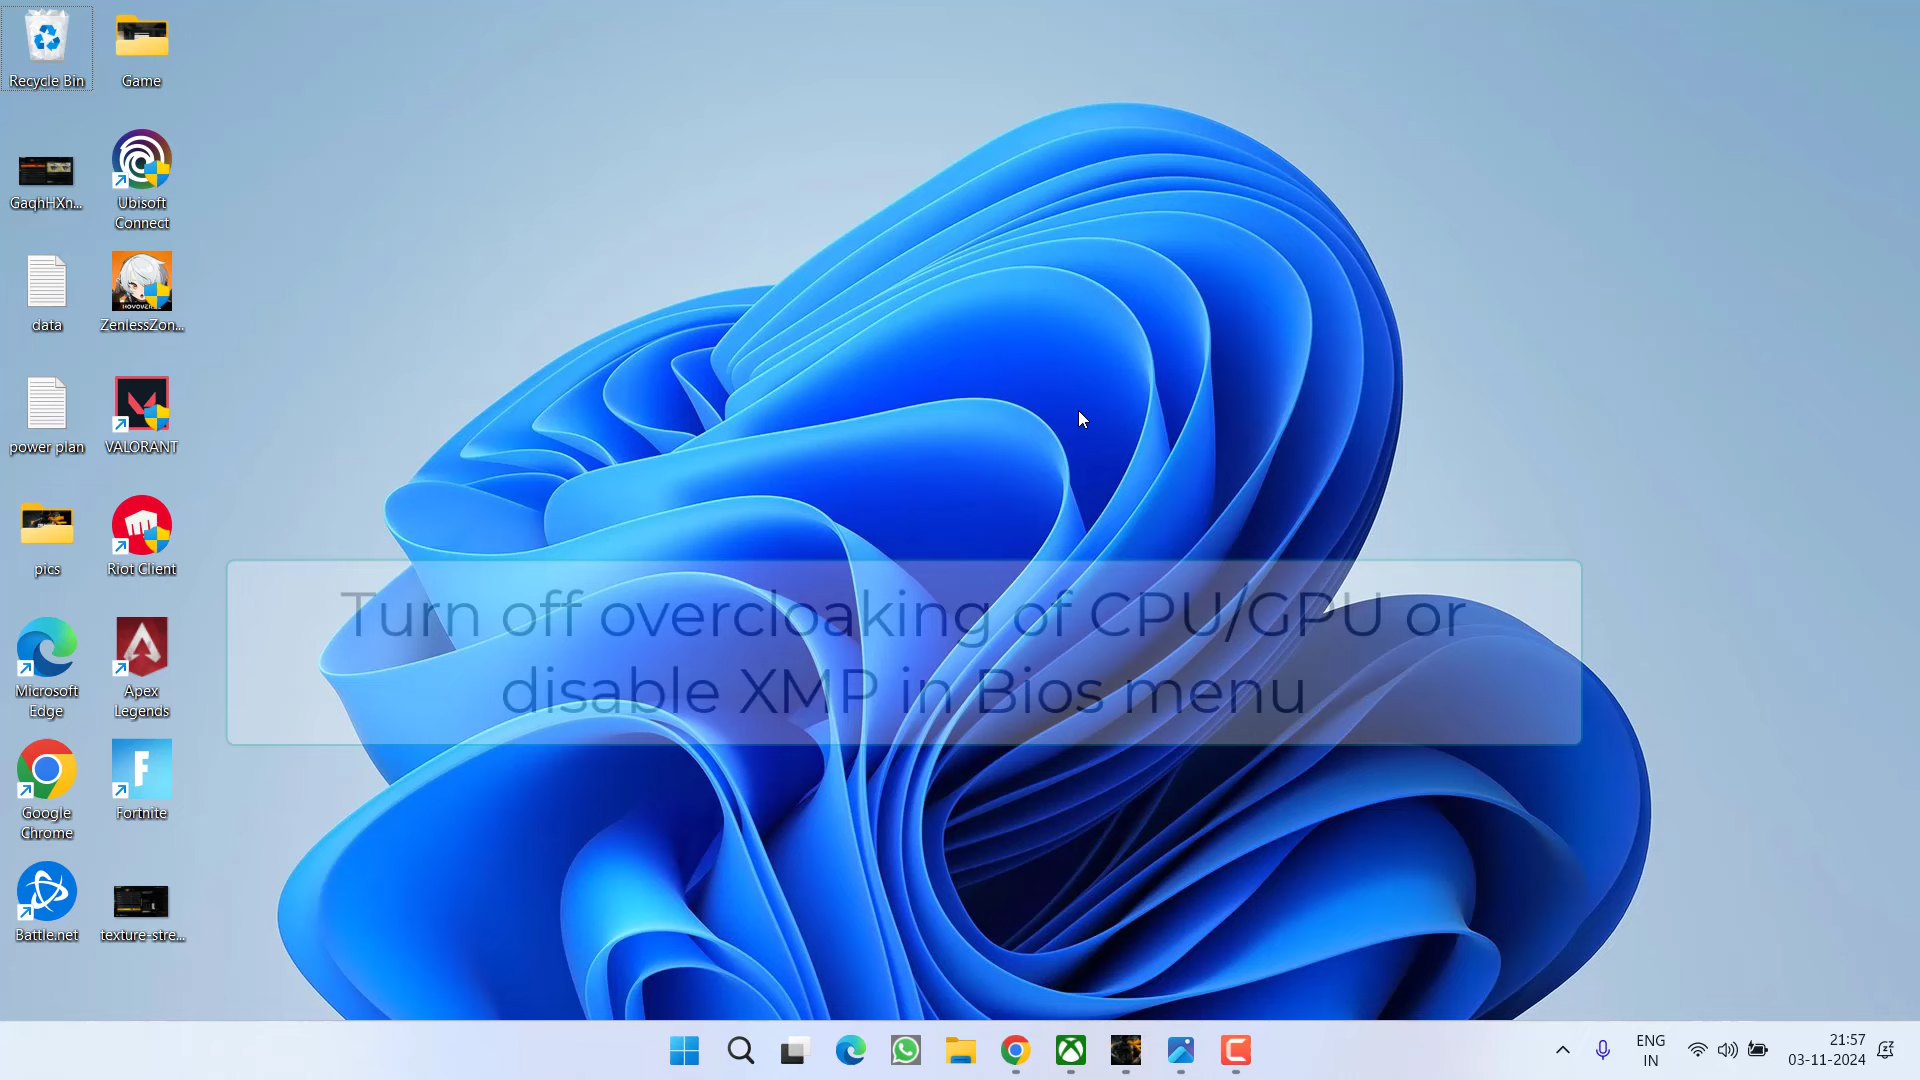 Recycle Bin
Game
GaqhHXn...
Ubisoft
Connect
data
HOYOVERSE
ZenlessZon...
power plan
VALORANT
pics
Riot Client
Microsoft
Edge
Apex
Legends
Google
Chrome
Fortnite
Battle.net
texture-stre...
Turn off overcloaking of CPU/GPU or
disable XMP in Bios menu
ENG
IN
21:57
03-11-2024